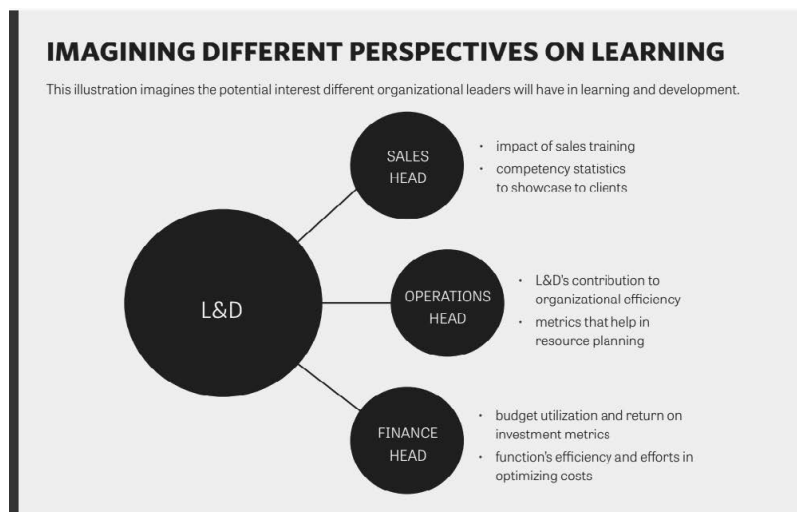 IMAGINING DIFFERENT PERSPECTIVES ON LEARNING
This illustration imagines the potential interest different organizational leaders will have in learning and development.
SALES
HEAD
• impact of sales training
• competency statistics
to showcase to clients
L&D
OPERATIONS
HEAD
• L&D's contribution to
organizational efficiency
• metrics that help in
resource planning
FINANCE
HEAD
• budget utilization and return on
investment metrics
• function's efficiency and efforts in
optimizing costs